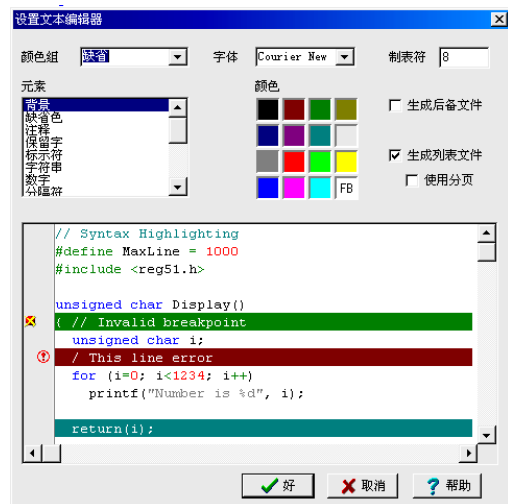 设置文本编辑器
颜色组 缺省 字体 Courier New 制表符 8
元素 颜色
背景
缺省色
注释
保留字
标示符
字符串
数字
分隔符
生成后备文件
生成列表文件
使用分页
FB
// Syntax Highlighting
#define MaxLine = 1000
#include <reg51.h>
unsigned char Display()
{ // Invalid breakpoint
unsigned char i;
/ This line error
for (i=0; i<1234; i++)
printf("Number is %d", i);
return(i);
好 取消 帮助